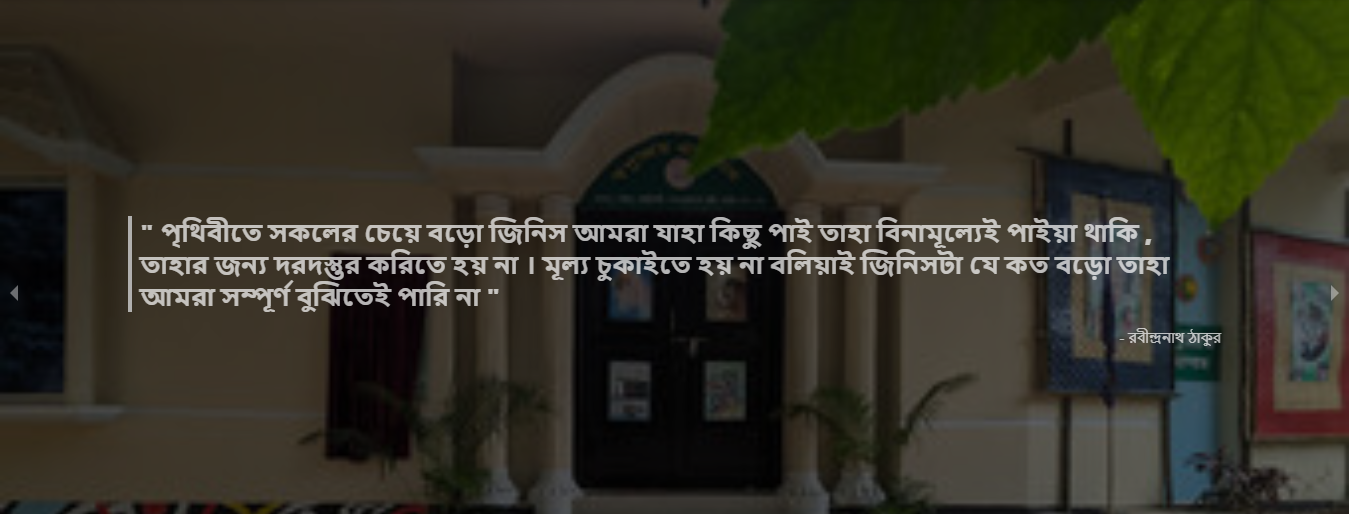 " পৃথিবীতে সকলের চেয়ে বড়ো জিনিস আমরা যাহা কিছু পাই তাহা বিনামূল্যেই পাইয়া থাকি ,
তাহার জন্য দরদস্তুর করিতে হয় না । মূল্য চুকাইতে হয় না বলিয়াই জিনিসটা যে কত বড়ো তাহা
আমরা সম্পূর্ণ বুঝিতেই পারি না "
- রবীন্দ্রনাথ ঠাকুর